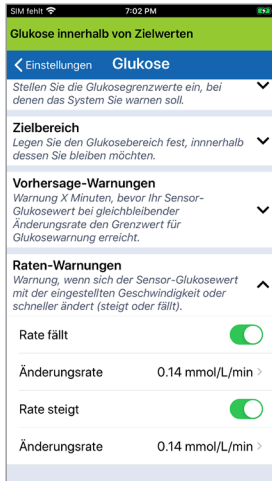 SIM fehlt 7:02 PM
Glukose innerhalb von Zielwerten
Einstellungen Glukose
Stellen Sie die Glukosegrenzwerte ein, bei
denen das System Sie warnen soll.
Zielbereich
Legen Sie den Glukosebereich fest, innnerhalb
dessen Sie bleiben möchten.
Vorhersage-Warnungen
Warnung X Minuten, bevor Ihr Sensor-
Glukosewert bei gleichbleibender
Änderungsrate den Grenzwert für
Glukosewarnung erreicht.
Raten-Warnungen
Warnung, wenn sich der Sensor-Glukosewert
mit der eingestellten Geschwindigkeit oder
schneller ändert (steigt oder fällt).
Rate fällt
Änderungsrate 0.14 mmol/L/min
Rate steigt
Änderungsrate 0.14 mmol/L/min